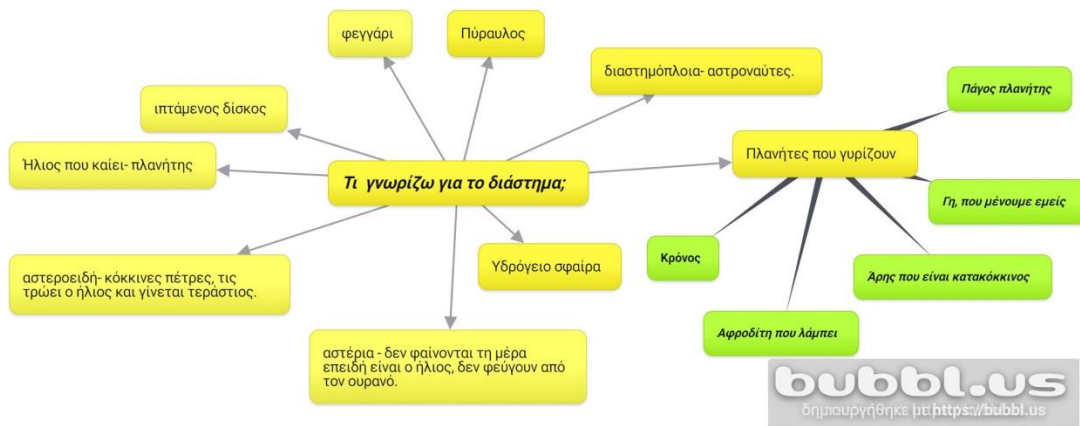 φεγγάρι
Πύραυλος
διαστημόπλοια- αστροναύτες.
Πάγος πλανήτης
ιπτάμενος δίσκος
Ήλιος που καίει- πλανήτης
Τι γνωρίζω για το διάστημα;
Πλανήτες που γυρίζουν
Γη, που μένουμε εμείς
Κρόνος
Υδρόγειο σφαίρα
Άρης που είναι κατακόκκινος
αστεροειδή- κόκκινες πέτρες, τις
τρώει ο ήλιος και γίνεται τεράστιος.
Αφροδίτη που λάμπει
αστέρια - δεν φαίνονται τη μέρα
επειδή είναι ο ήλιος, δεν φεύγουν από
τον ουρανό.
bubbl.us
δημιουργήθηκε με https://bubbl.us